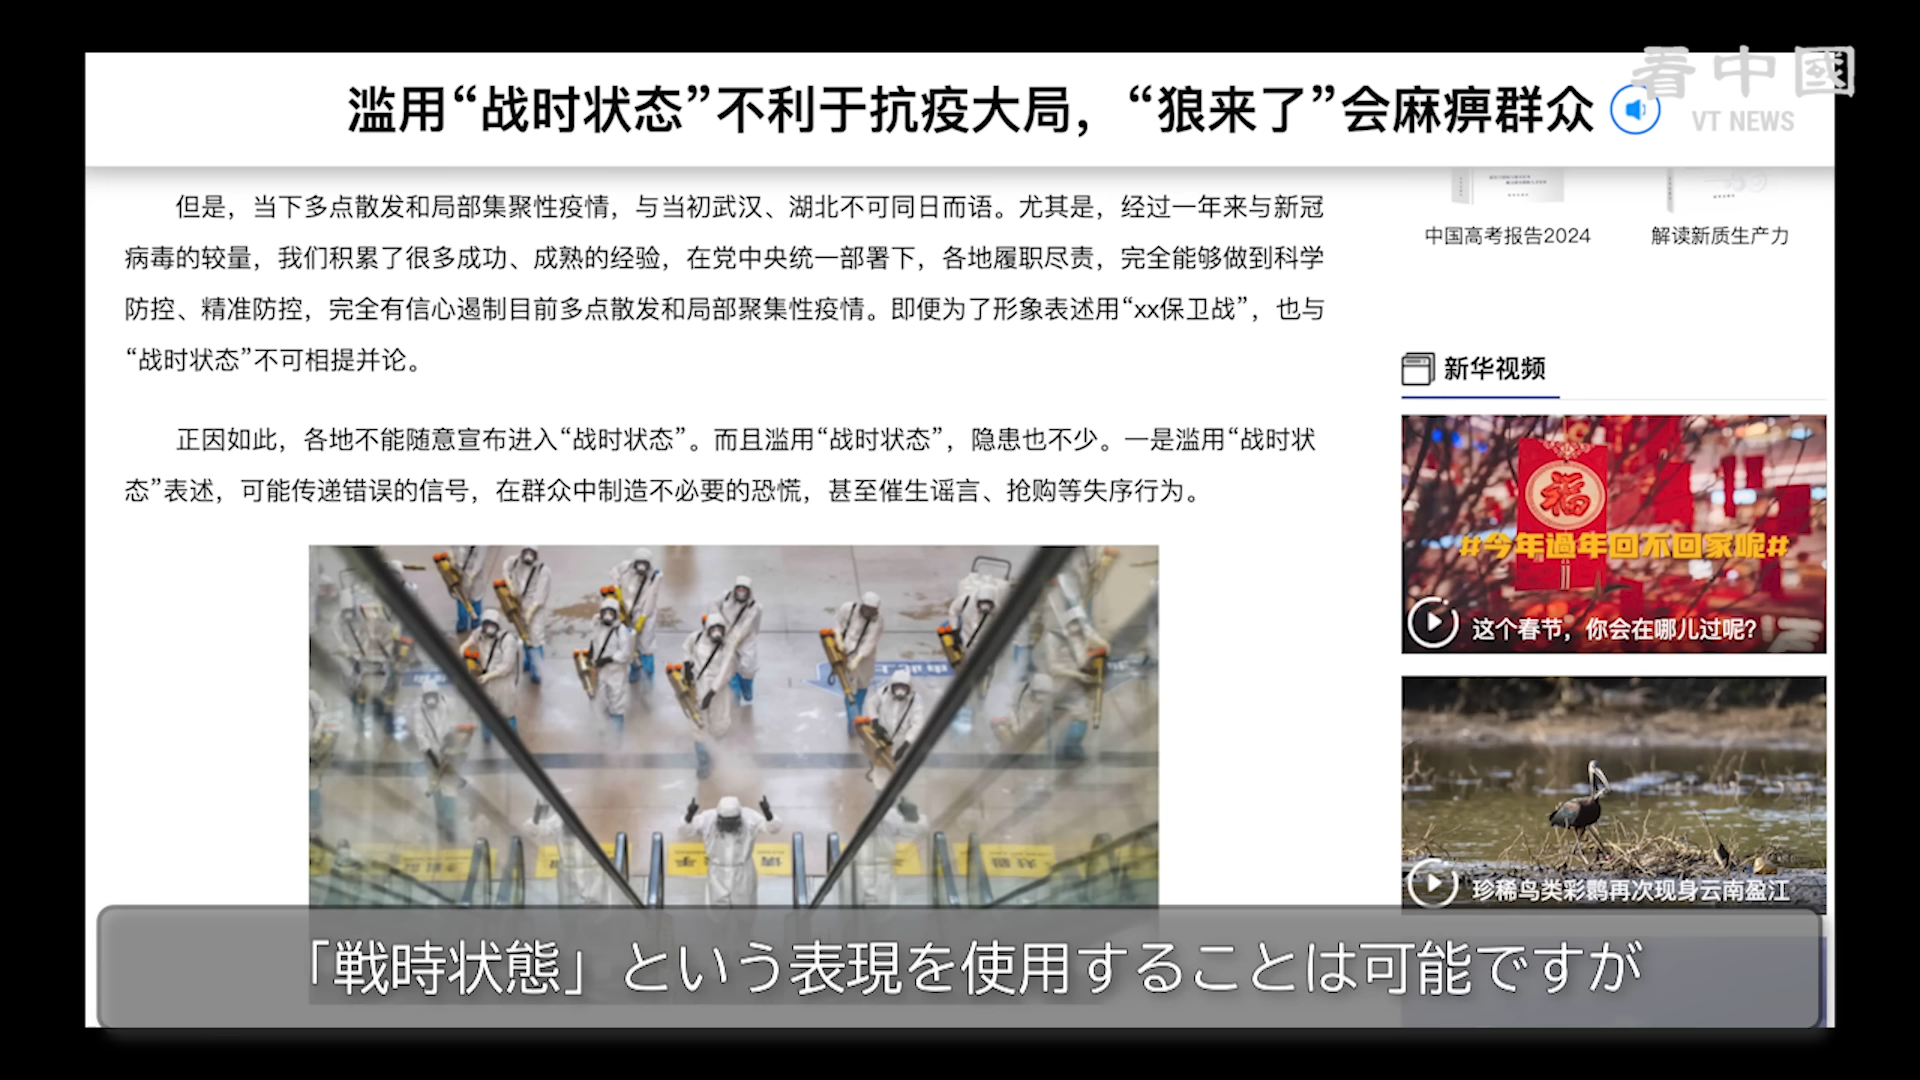 看中國
VT NEWS
滥用“战时状态”不利于抗疫大局，“狼来了”会麻痹群众
但是，当下多点散发和局部集聚性疫情，与当初武汉、湖北不可同日而语。尤其是，经过一年来与新冠
病毒的较量，我们积累了很多成功、成熟的经验，在党中央统一部署下，各地履职尽责，完全能够做到科学
防控、精准防控，完全有信心遏制目前多点散发和局部聚集性疫情。即便为了形象表述用“xx保卫战”，也与
“战时状态”不可相提并论。
正因如此，各地不能随意宣布进入“战时状态”。而且滥用“战时状态”，隐患也不少。一是滥用“战时状
态”表述，可能传递错误的信号，在群众中制造不必要的恐慌，甚至催生谣言、抢购等失序行为。
中国高考报告2024
解读新质生产力
新华视频
福
#今年過年回不回家呢#
这个春节，你会在哪儿过呢？
珍稀鸟类彩鹮再次现身云南盈江
「戦時状態」という表現を使用することは可能ですが